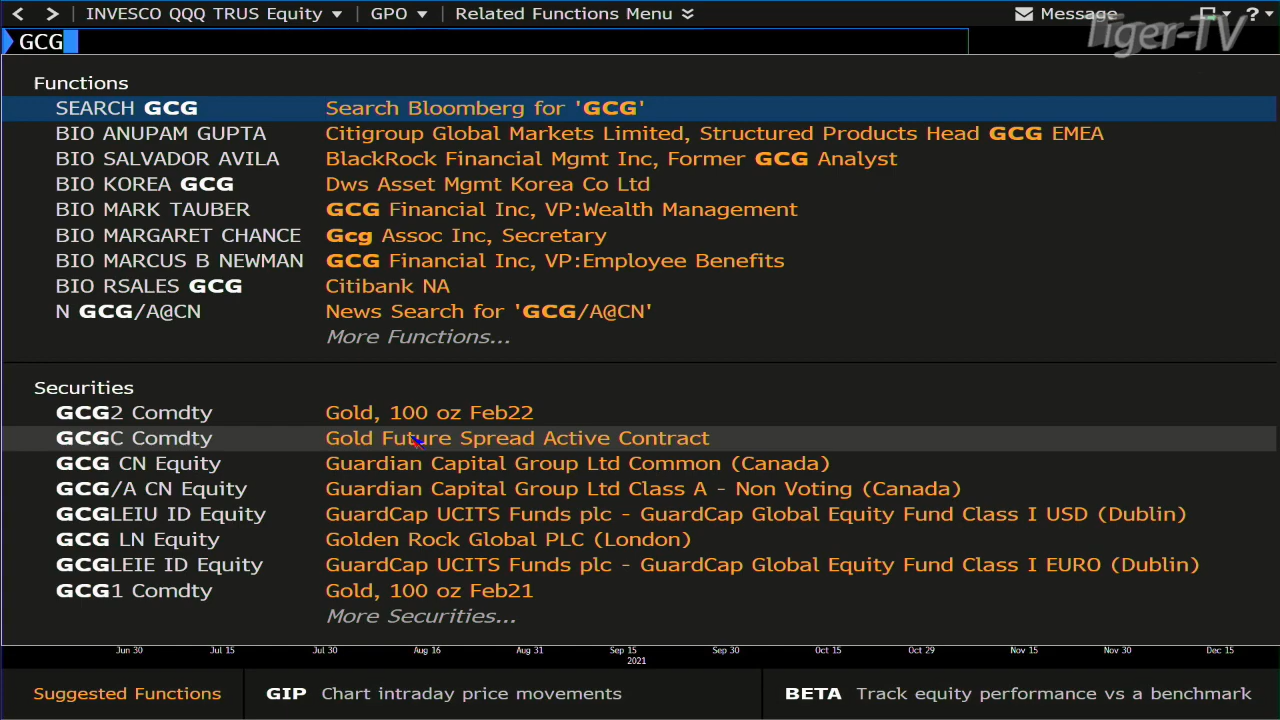 INVESCO QQQ TRUS Equity GPO Related Functions Menu Message ?
Tiger-TV
GCG
Functions
SEARCH GCG Search Bloomberg for 'GCG'
BIO ANUPAM GUPTA Citigroup Global Markets Limited, Structured Products Head GCG EMEA
BIO SALVADOR AVILA BlackRock Financial Mgmt Inc, Former GCG Analyst
BIO KOREA GCG Dws Asset Mgmt Korea Co Ltd
BIO MARK TAUBER GCG Financial Inc, VP:Wealth Management
BIO MARGARET CHANCE Gcg Assoc Inc, Secretary
BIO MARCUS B NEWMAN GCG Financial Inc, VP:Employee Benefits
BIO RSALES GCG Citibank NA
N GCG/A@CN News Search for 'GCG/A@CN'
More Functions...
Securities
GCG2 Comdty Gold, 100 oz Feb22
GCGC Comdty Gold Future Spread Active Contract
GCG CN Equity Guardian Capital Group Ltd Common (Canada)
GCG/A CN Equity Guardian Capital Group Ltd Class A - Non Voting (Canada)
GCGLEIU ID Equity GuardCap UCITS Funds plc - GuardCap Global Equity Fund Class I USD (Dublin)
GCG LN Equity Golden Rock Global PLC (London)
GCGLEIE ID Equity GuardCap UCITS Funds plc - GuardCap Global Equity Fund Class I EURO (Dublin)
GCG1 Comdty Gold, 100 oz Feb21
More Securities...
Jun 30 Jul 15 Jul 30 Aug 16 Aug 31 Sep 15 Sep 30 Oct 15 Oct 29 Nov 15 Nov 30 Dec 15
2021
Suggested Functions GIP Chart intraday price movements BETA Track equity performance vs a benchmark